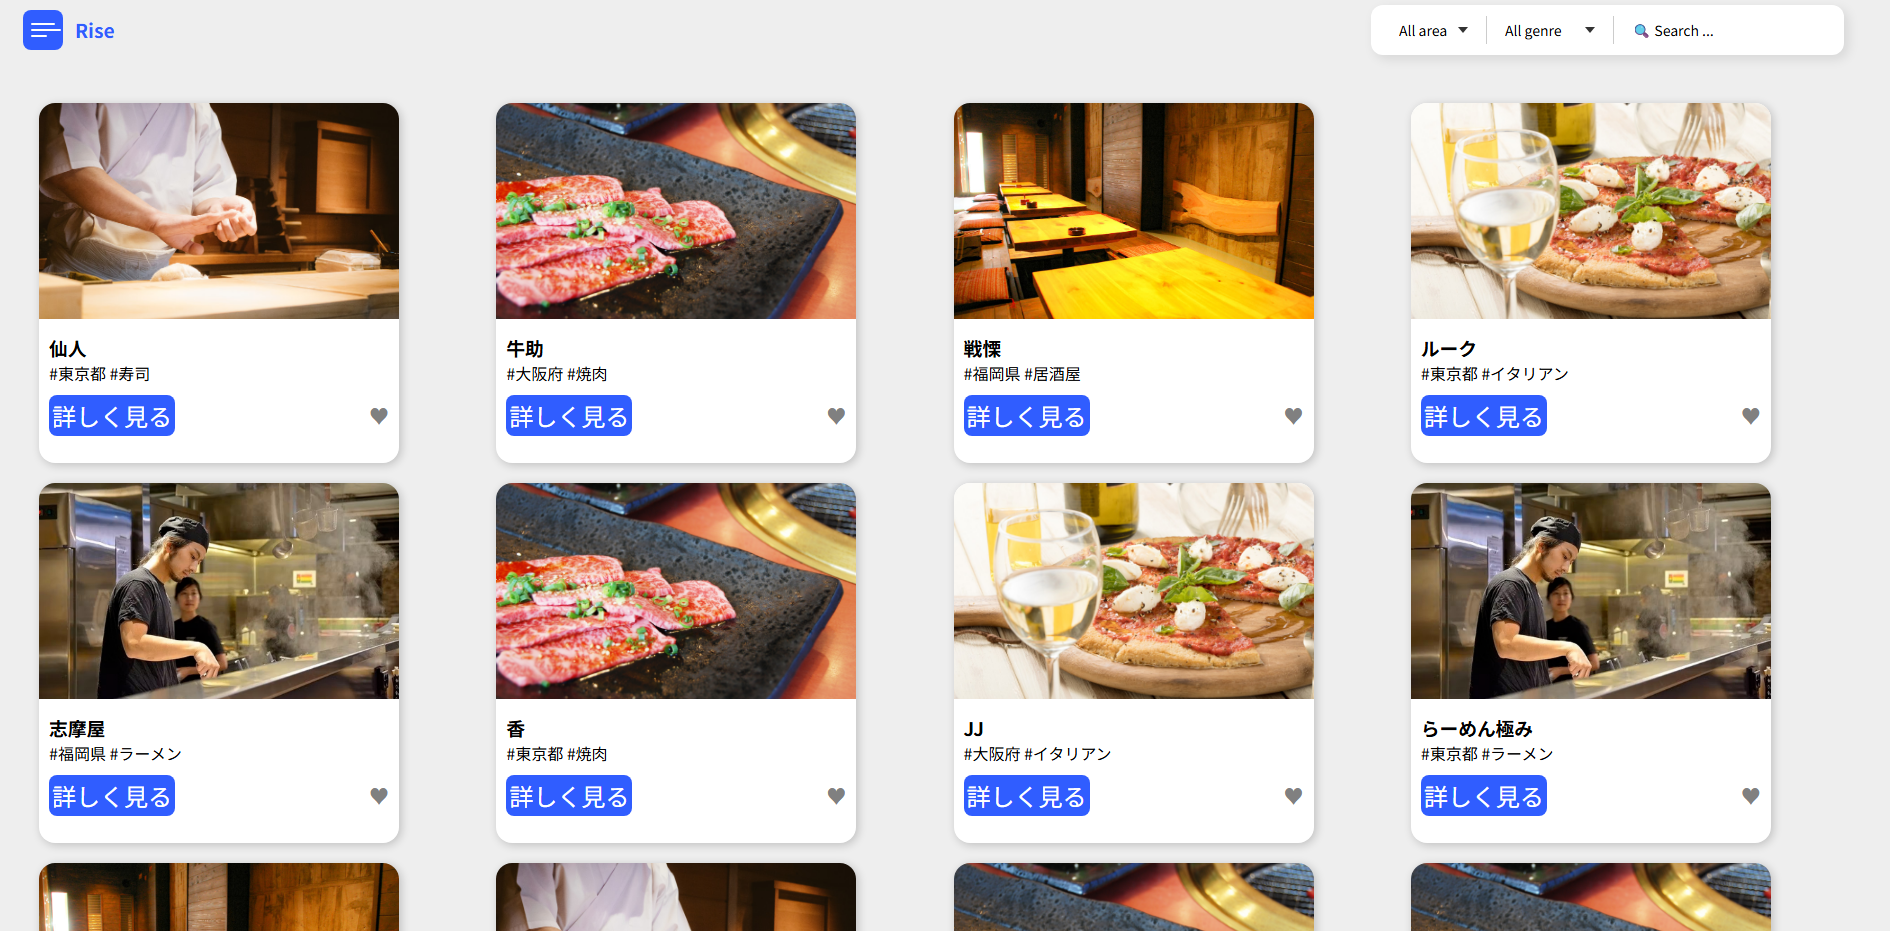 Rise
All area
All genre
🔍 Search ...
仙人
#東京都 #寿司
詳しく見る
牛助
#大阪府 #焼肉
詳しく見る
戦慄
#福岡県 #居酒屋
詳しく見る
ルーク
#東京都 #イタリアン
詳しく見る
志摩屋
#福岡県 #ラーメン
詳しく見る
香
#東京都 #焼肉
詳しく見る
JJ
#大阪府 #イタリアン
詳しく見る
らーめん極み
#東京都 #ラーメン
詳しく見る